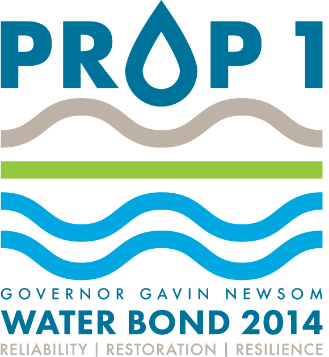 PROP 1
GOVERNOR GAVIN NEWSOM
WATER BOND 2014
RELIABILITY | RESTORATION | RESILIENCE